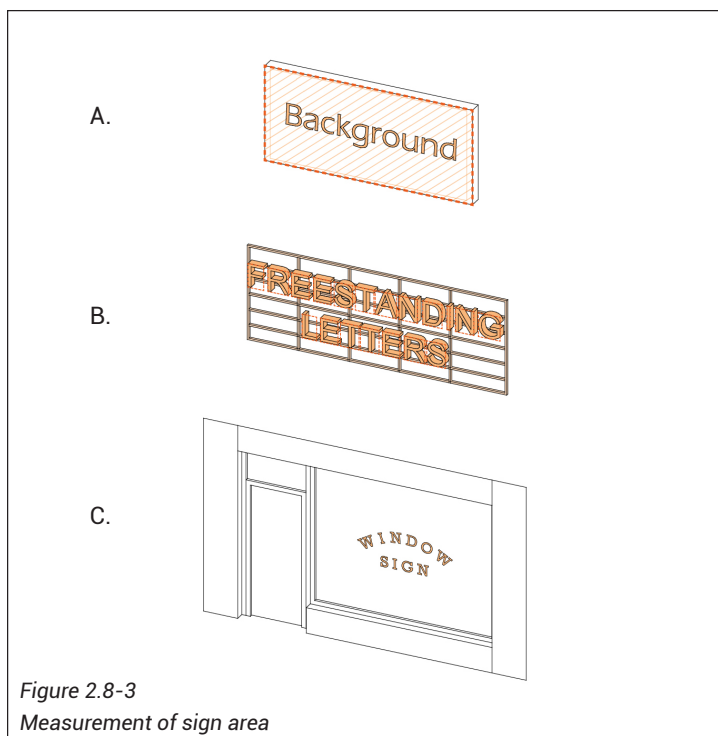 A.
Background
B.
FREESTANDING
LETTERS
C.
WINDOW
SIGN
Figure 2.8-3
Measurement of sign area